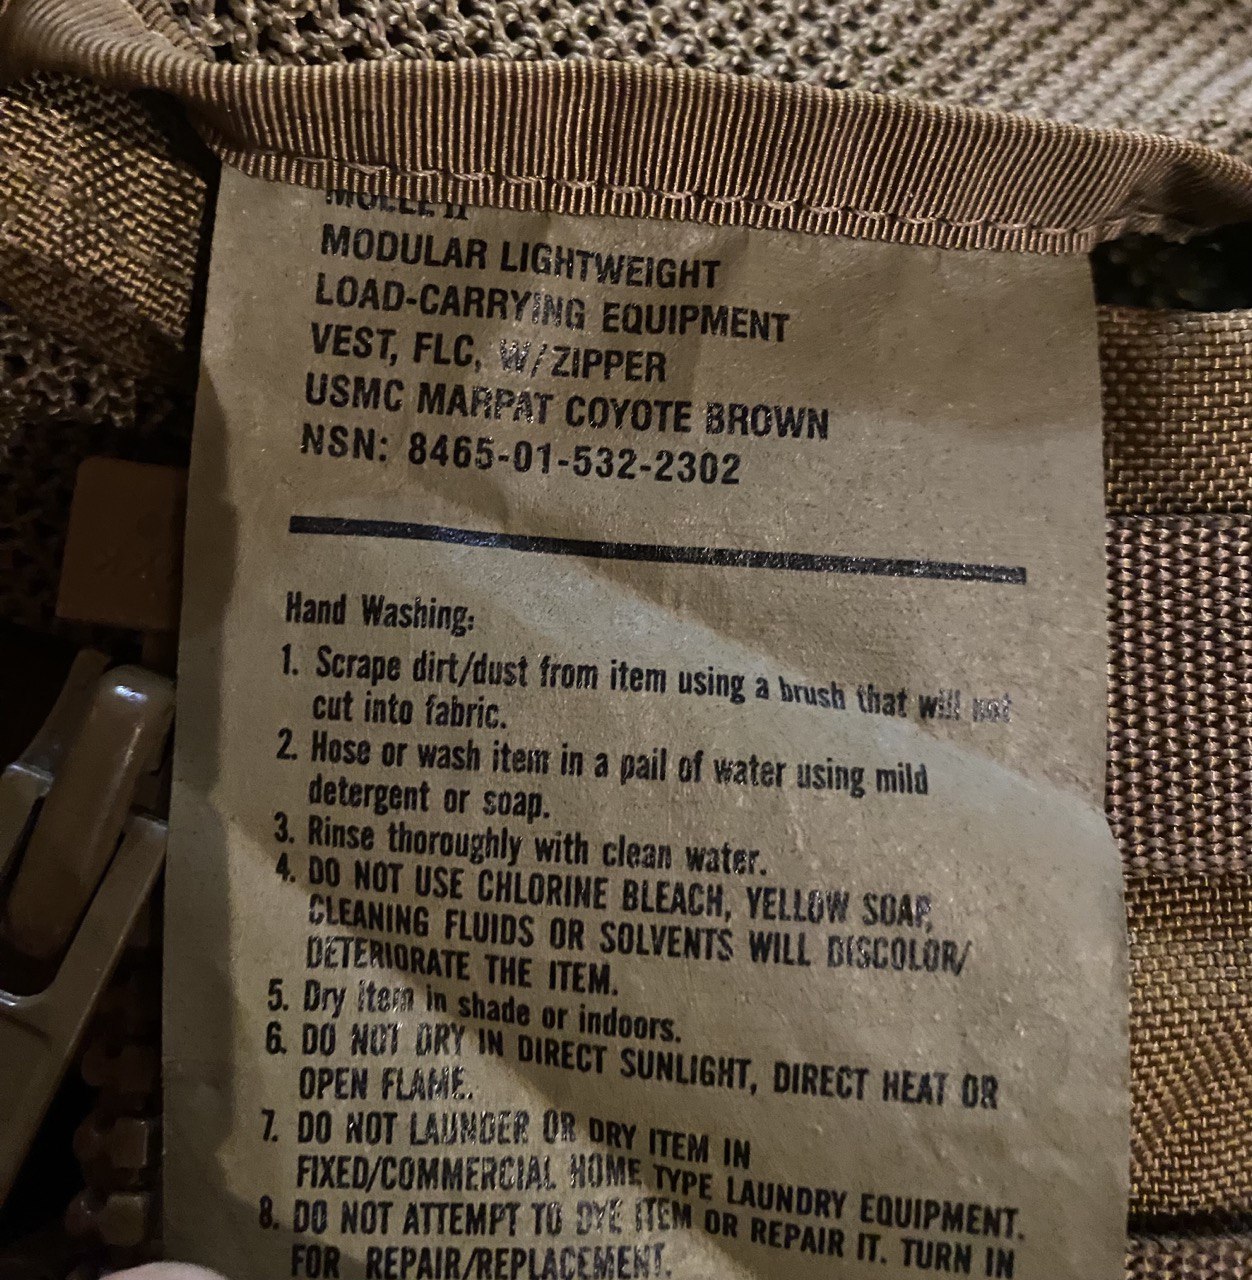 MOLLE II
MODULAR LIGHTWEIGHT
LOAD-CARRYING EQUIPMENT
VEST, FLC, W/ZIPPER
USMC MARPAT COYOTE BROWN
NSN: 8465-01-532-2302
Hand Washing:
1. Scrape dirt/dust from item using a brush that will not
cut into fabric.
2. Hose or wash item in a pail of water using mild
detergent or soap.
3. Rinse thoroughly with clean water.
4. DO NOT USE CHLORINE BLEACH, YELLOW SOAP,
CLEANING FLUIDS OR SOLVENTS WILL DISCOLOR/
DETERIORATE THE ITEM.
5. Dry item in shade or indoors.
6. DO NOT DRY IN DIRECT SUNLIGHT, DIRECT HEAT OR
OPEN FLAME.
7. DO NOT LAUNDER OR DRY ITEM IN
FIXED/COMMERCIAL HOME TYPE LAUNDRY EQUIPMENT.
8. DO NOT ATTEMPT TO DYE ITEM OR REPAIR IT. TURN IN
FOR REPAIR/REPLACEMENT.